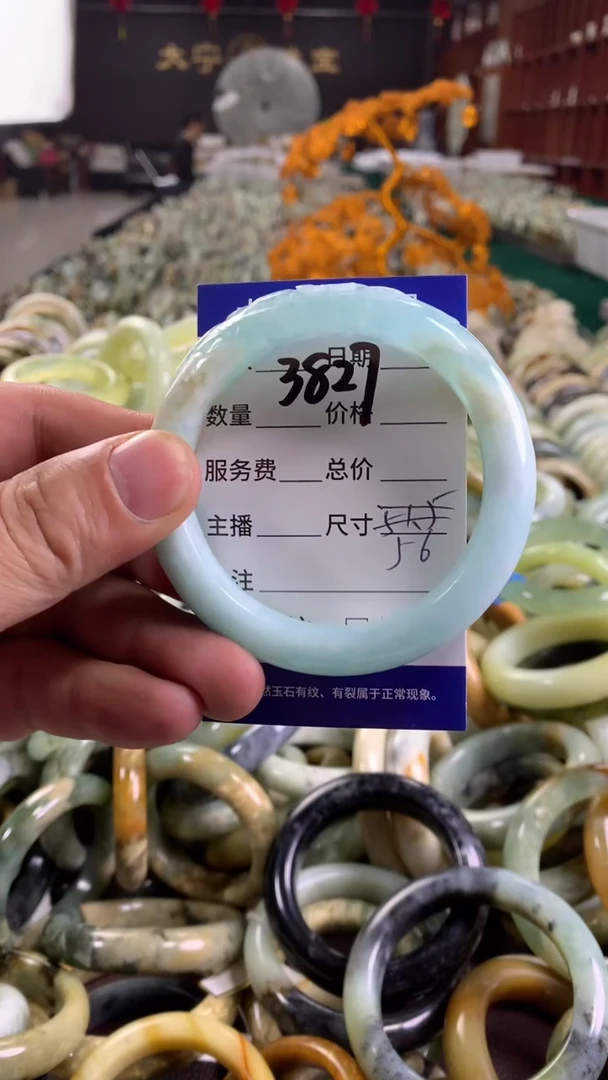 大宁
日期
3827
数量 价格
服务费 总价
主播 尺寸
56
注
然玉石有纹、有裂属于正常现象。